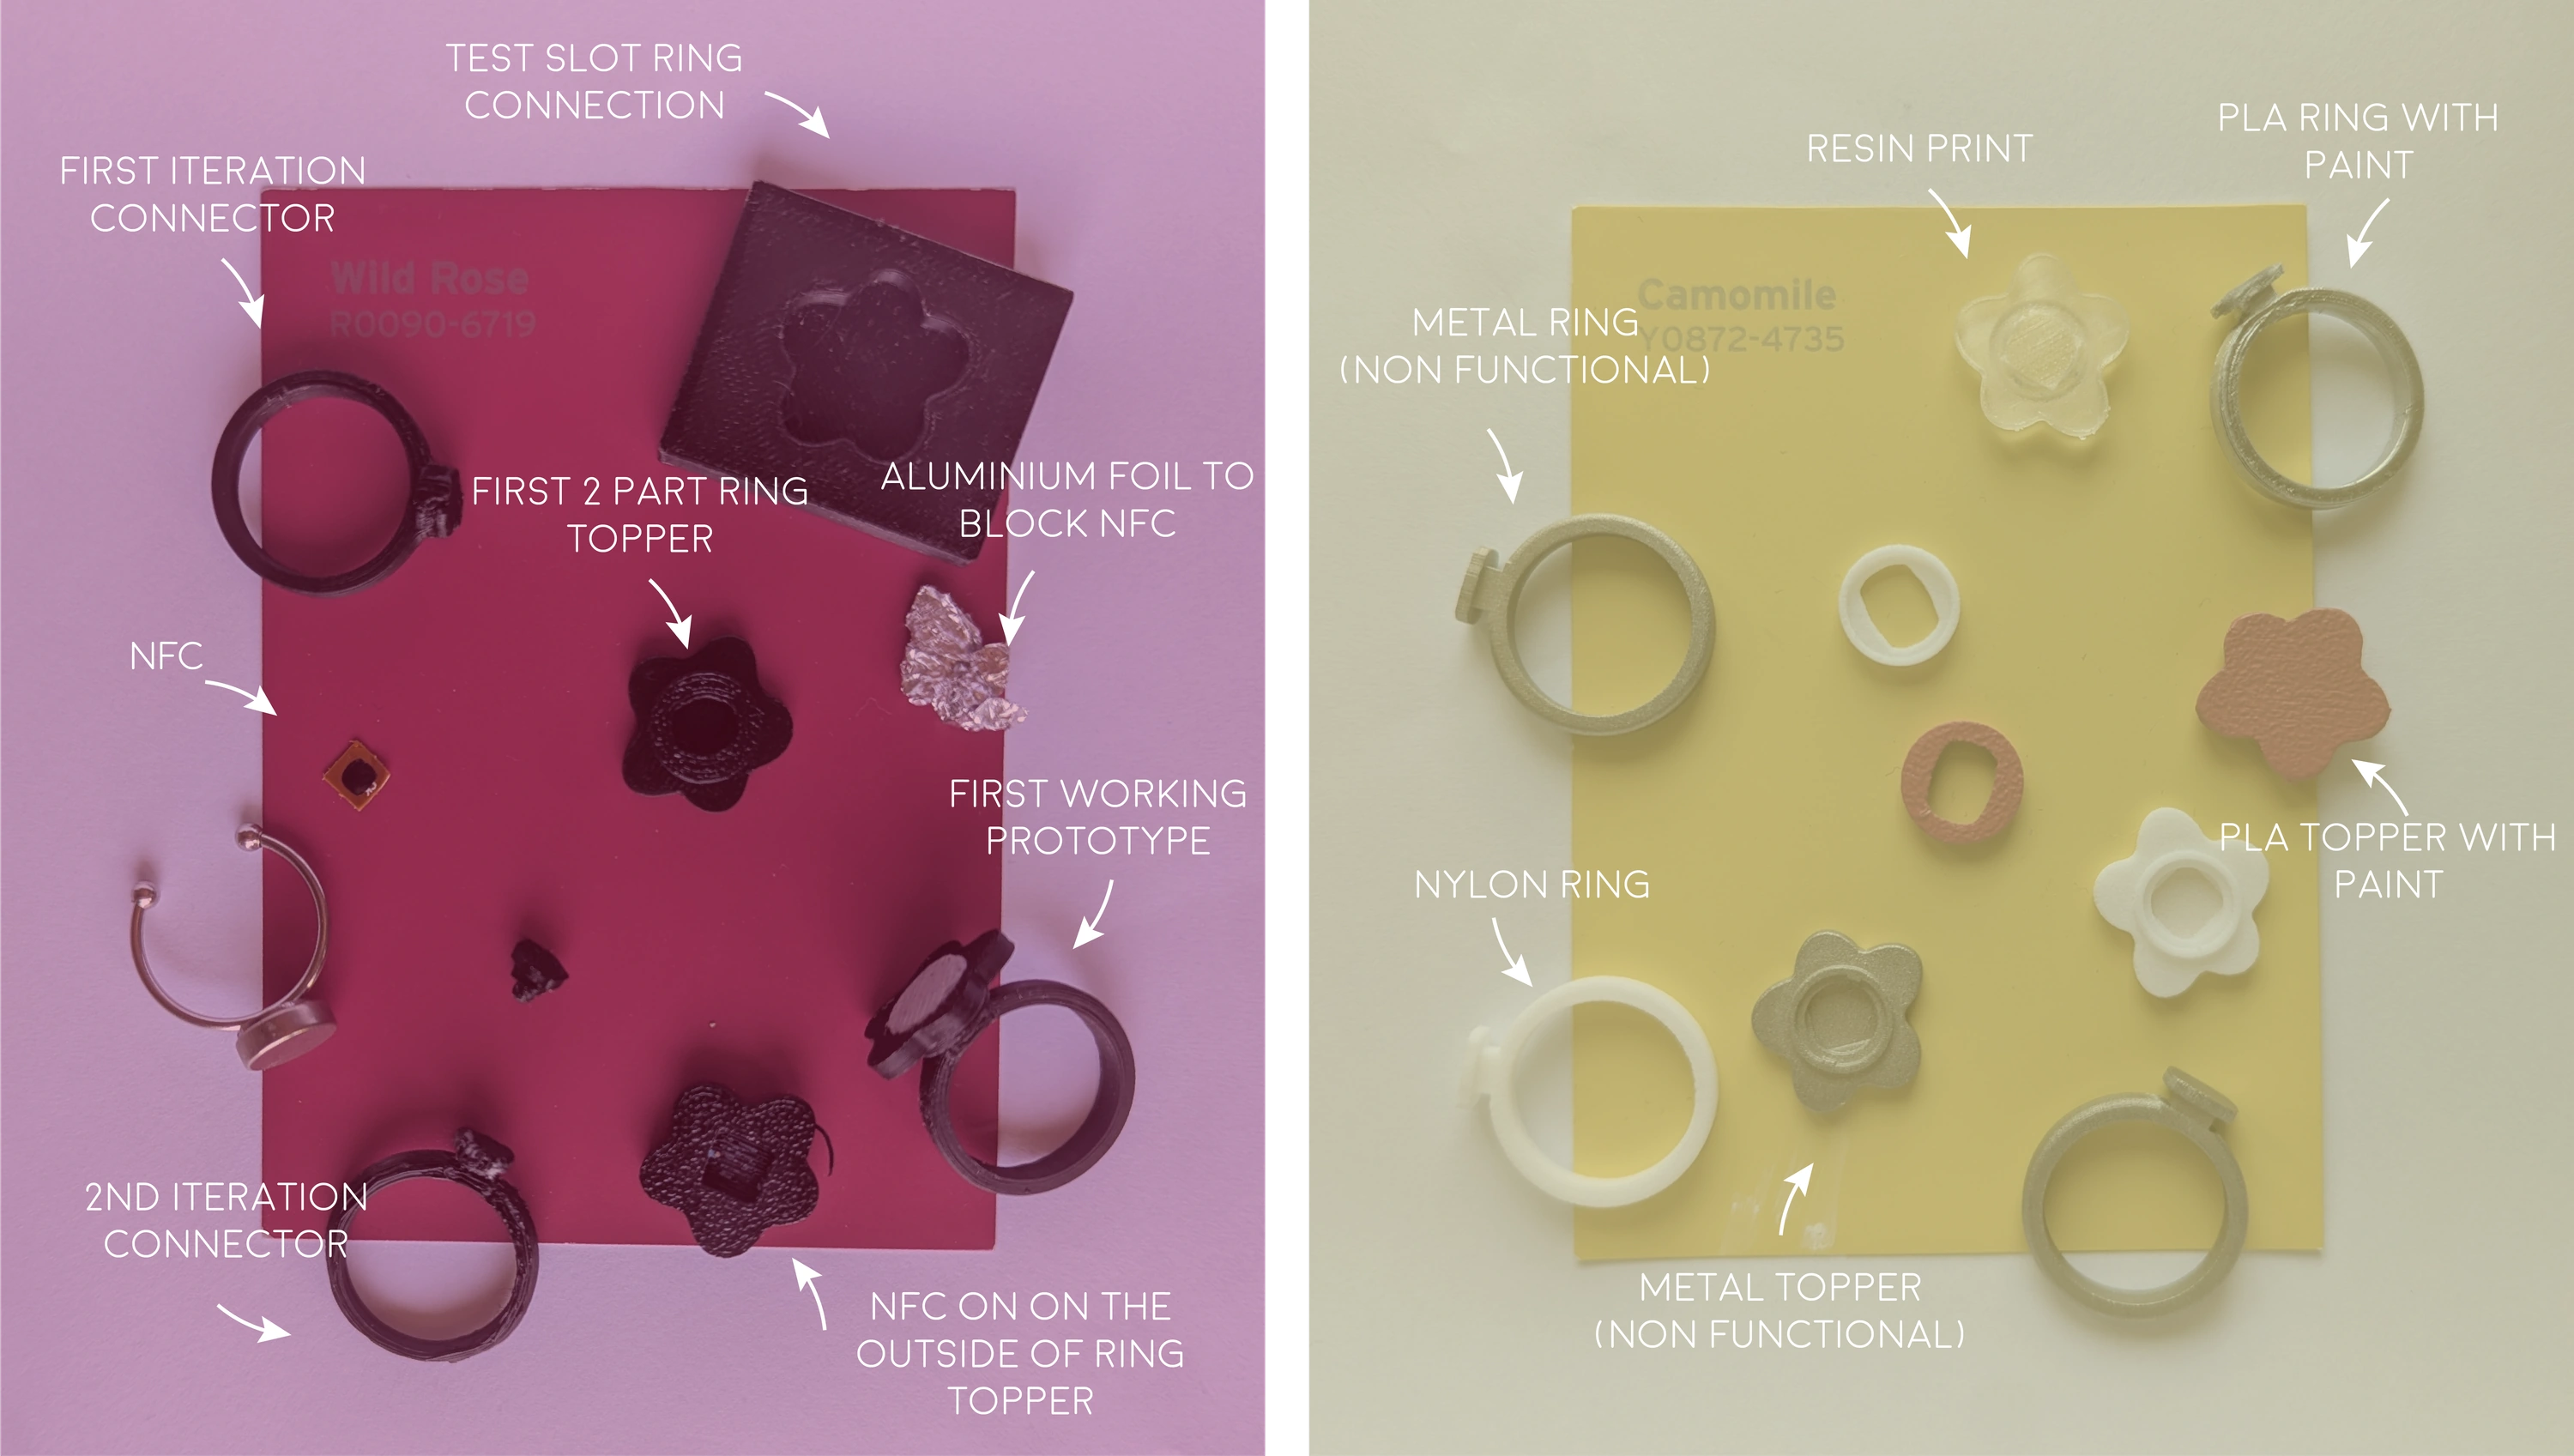 TEST SLOT RING
CONNECTION
FIRST ITERATION
CONNECTOR
Wild Rose
R0090-6719
FIRST 2 PART RING
TOPPER
ALUMINIUM FOIL TO
BLOCK NFC
NFC
FIRST WORKING
PROTOTYPE
2ND ITERATION
CONNECTOR
NFC ON ON THE
OUTSIDE OF RING
TOPPER
RESIN PRINT
PLA RING WITH
PAINT
Camomile
Y0872-4735
METAL RING
(NON FUNCTIONAL)
PLA TOPPER WITH
PAINT
NYLON RING
METAL TOPPER
(NON FUNCTIONAL)